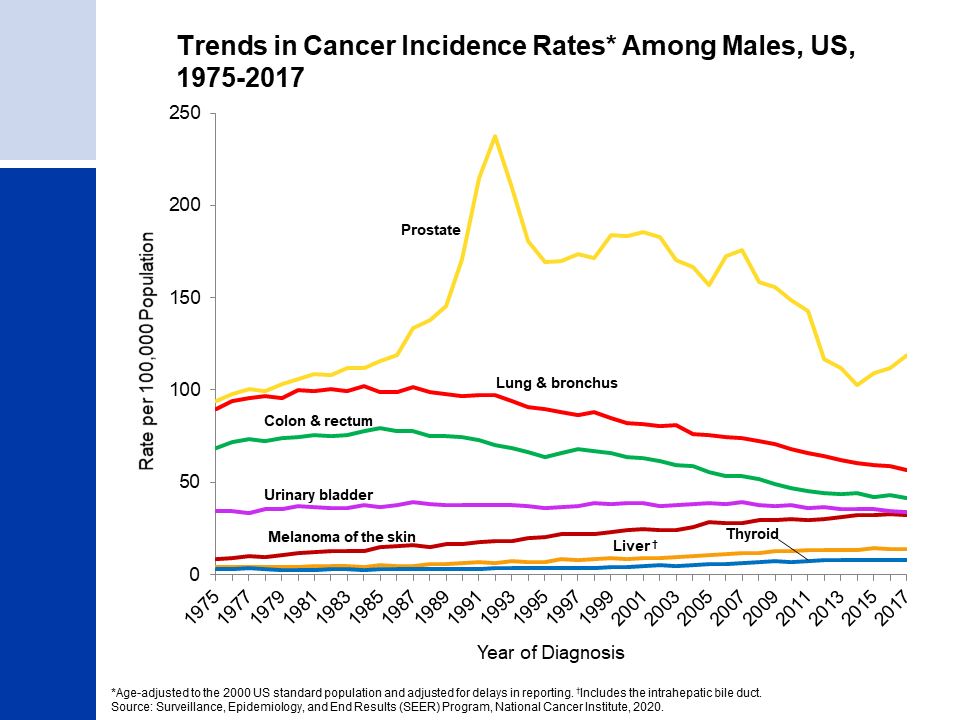 Trends in Cancer Incidence Rates* Among Males, US,
1975-2017
250
200
150
100
50
0
Rate per 100,000 Population
Prostate
Lung & bronchus
Colon & rectum
Urinary bladder
Melanoma of the skin
Liver †
Thyroid
1975
1977
1979
1981
1983
1985
1987
1989
1991
1993
1995
1997
1999
2001
2003
2005
2007
2009
2011
2013
2015
2017
Year of Diagnosis
*Age-adjusted to the 2000 US standard population and adjusted for delays in reporting. †Includes the intrahepatic bile duct.
Source: Surveillance, Epidemiology, and End Results (SEER) Program, National Cancer Institute, 2020.